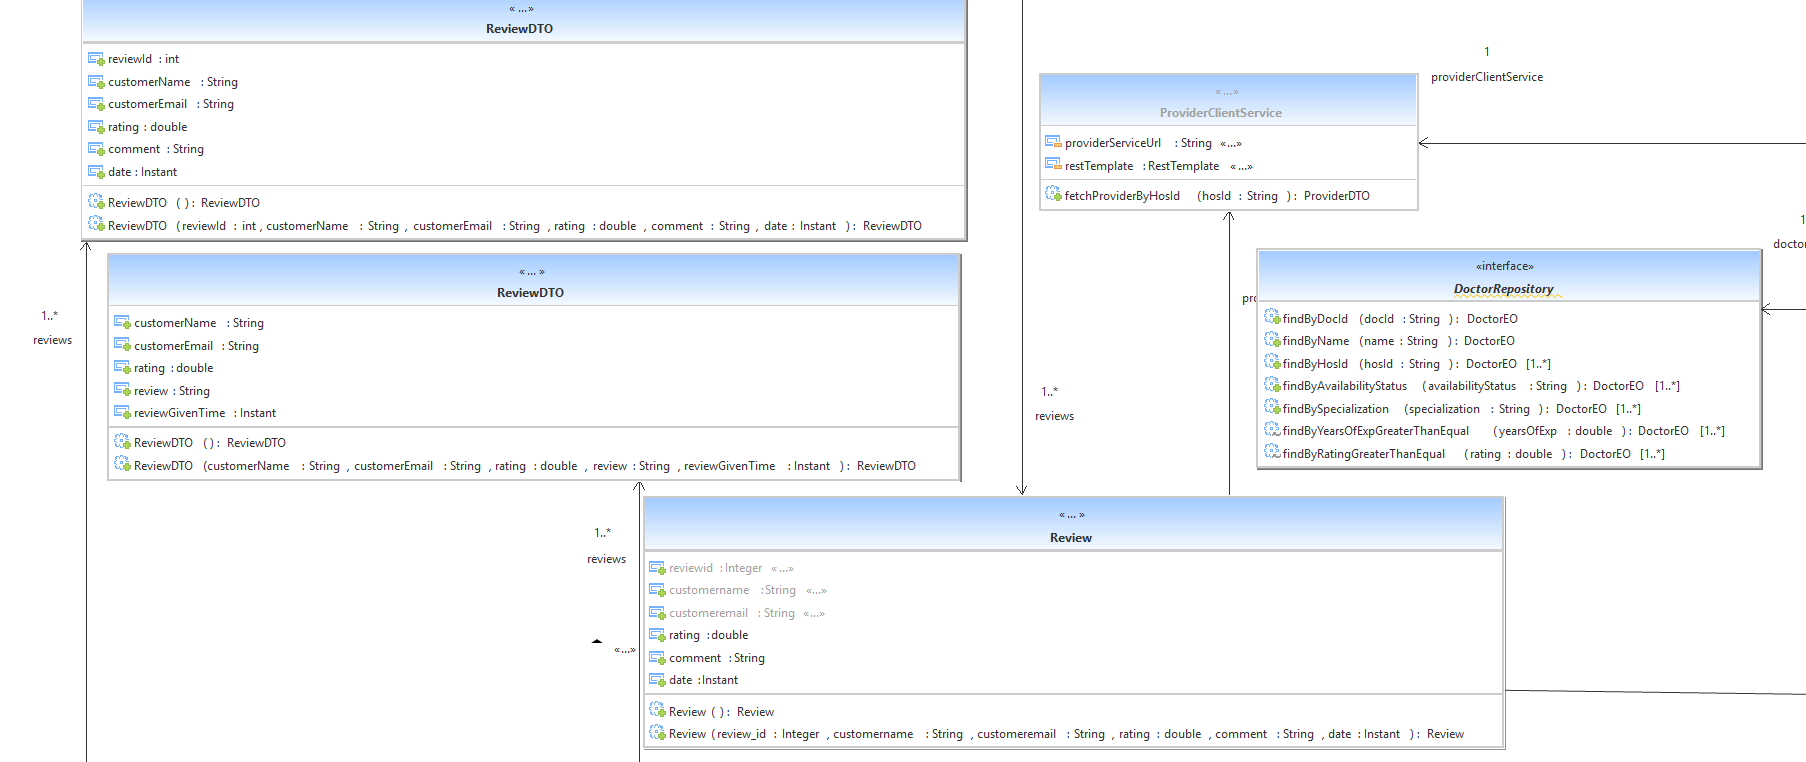 « ...»
ReviewDTO
reviewId : int
customerName : String
customerEmail : String
rating : double
comment : String
date : Instant
ReviewDTO ( ) : ReviewDTO
ReviewDTO (reviewId : int , customerName : String , customerEmail : String , rating : double , comment : String , date : Instant ) : ReviewDTO
1..*
reviews
« ... »
ReviewDTO
customerName : String
customerEmail : String
rating : double
review : String
reviewGivenTime : Instant
ReviewDTO ( ) : ReviewDTO
ReviewDTO (customerName : String , customerEmail : String , rating : double , review : String , reviewGivenTime : Instant ) : ReviewDTO
1..*
reviews
«...»
1
providerClientService
« ...»
ProviderClientService
providerServiceUrl : String «...»
restTemplate : RestTemplate «...»
fetchProviderByHosId (hosId : String ) : ProviderDTO
1
doctor
pro
«interface»
DoctorRepository
findByDocId (docId : String ) : DoctorEO
findByName (name : String ) : DoctorEO
findByHosId (hosId : String ) : DoctorEO [1..*]
findByAvailabilityStatus (availabilityStatus : String ) : DoctorEO [1..*]
findBySpecialization (specialization : String ) : DoctorEO [1..*]
findByYearsOfExpGreaterThanEqual (yearsOfExp : double ) : DoctorEO [1..*]
findByRatingGreaterThanEqual (rating : double ) : DoctorEO [1..*]
1..*
reviews
« ... »
Review
reviewid : Integer «...»
customername : String «...»
customeremail : String «...»
rating : double
comment : String
date : Instant
Review ( ) : Review
Review (review_id : Integer , customername : String , customeremail : String , rating : double , comment : String , date : Instant ) : Review